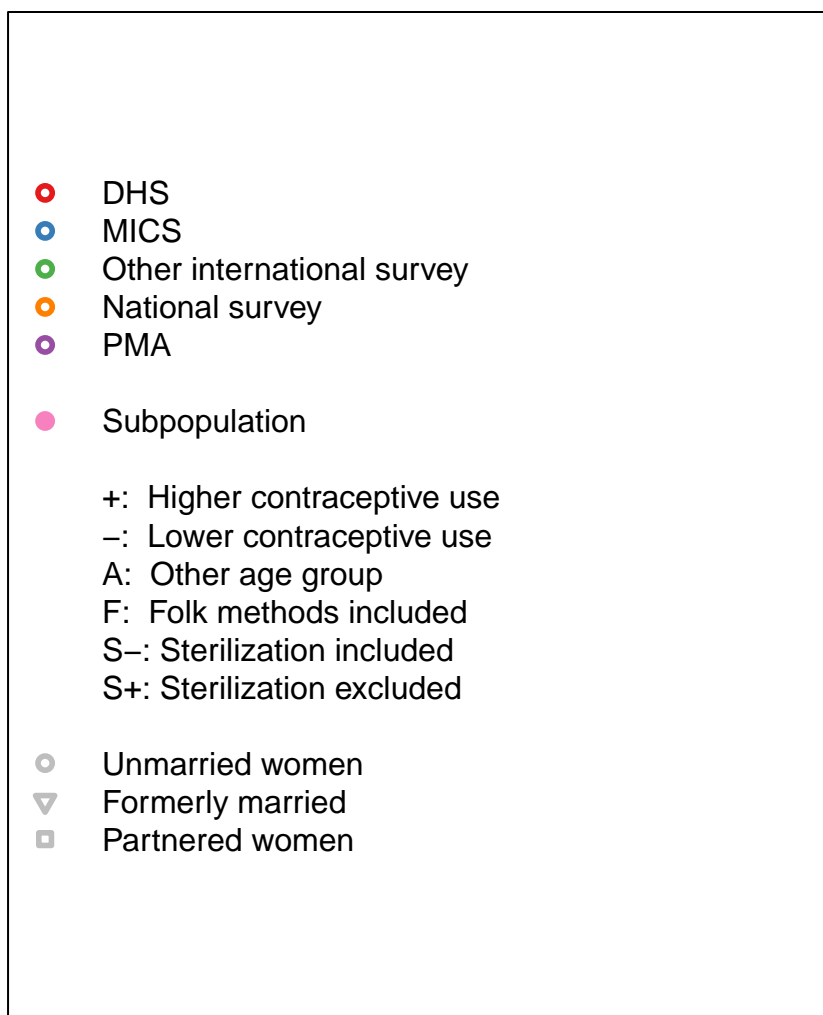 DHS
MICS
Other international survey
National survey
PMA
Subpopulation
+: Higher contraceptive use
−: Lower contraceptive use
A: Other age group
F: Folk methods included
S−: Sterilization included
S+: Sterilization excluded
Unmarried women
Formerly married
Partnered women